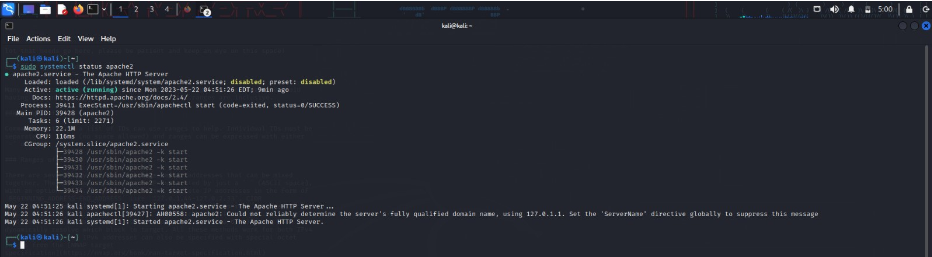 1 2 3 4 2 5:00
kali@kali: ~
File Actions Edit View Help
┌──(kali㉿kali)-[~]
└─$ sudo systemctl status apache2
● apache2.service - The Apache HTTP Server
Loaded: loaded (/lib/systemd/system/apache2.service; disabled; preset: disabled)
Active: active (running) since Mon 2023-05-22 04:51:26 EDT; 9min ago
Docs: https://httpd.apache.org/docs/2.4/
Process: 39411 ExecStart=/usr/sbin/apachectl start (code=exited, status=0/SUCCESS)
Main PID: 39428 (apache2)
Tasks: 6 (limit: 2271)
Memory: 22.1M
CPU: 116ms
CGroup: /system.slice/apache2.service
├─39428 /usr/sbin/apache2 -k start
├─39430 /usr/sbin/apache2 -k start
├─39431 /usr/sbin/apache2 -k start
├─39432 /usr/sbin/apache2 -k start
├─39433 /usr/sbin/apache2 -k start
└─39434 /usr/sbin/apache2 -k start
May 22 04:51:25 kali systemd[1]: Starting apache2.service - The Apache HTTP Server...
May 22 04:51:26 kali apachectl[39427]: AH00558: apache2: Could not reliably determine the server's fully qualified domain name, using 127.0.1.1. Set the 'ServerName' directive globally to suppress this message
May 22 04:51:26 kali systemd[1]: Started apache2.service - The Apache HTTP Server.
┌──(kali㉿kali)-[~]
└─$